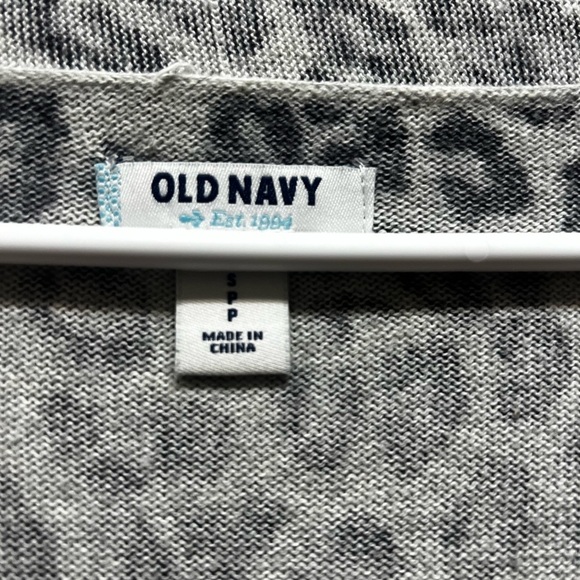 OLD NAVY
Est. 1994
S
P
P
MADE IN
CHINA